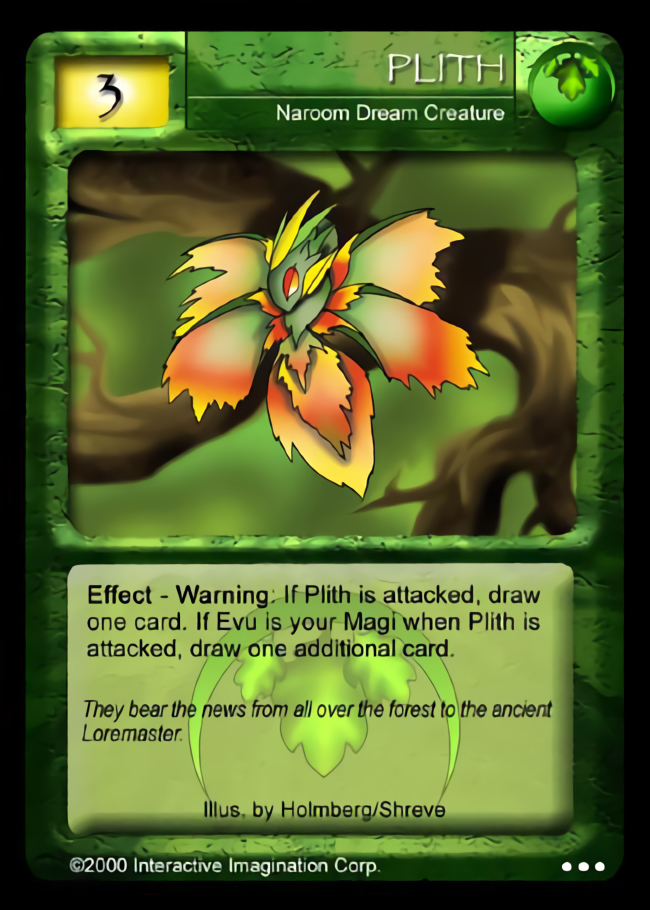 3
PLITH
Naroom Dream Creature
Effect - Warning: If Plith is attacked, draw
one card. If Evu is your Magi when Plith is
attacked, draw one additional card.
They bear the news from all over the forest to the ancient
Loremaster.
Illus. by Holmberg/Shreve
©2000 Interactive Imagination Corp.